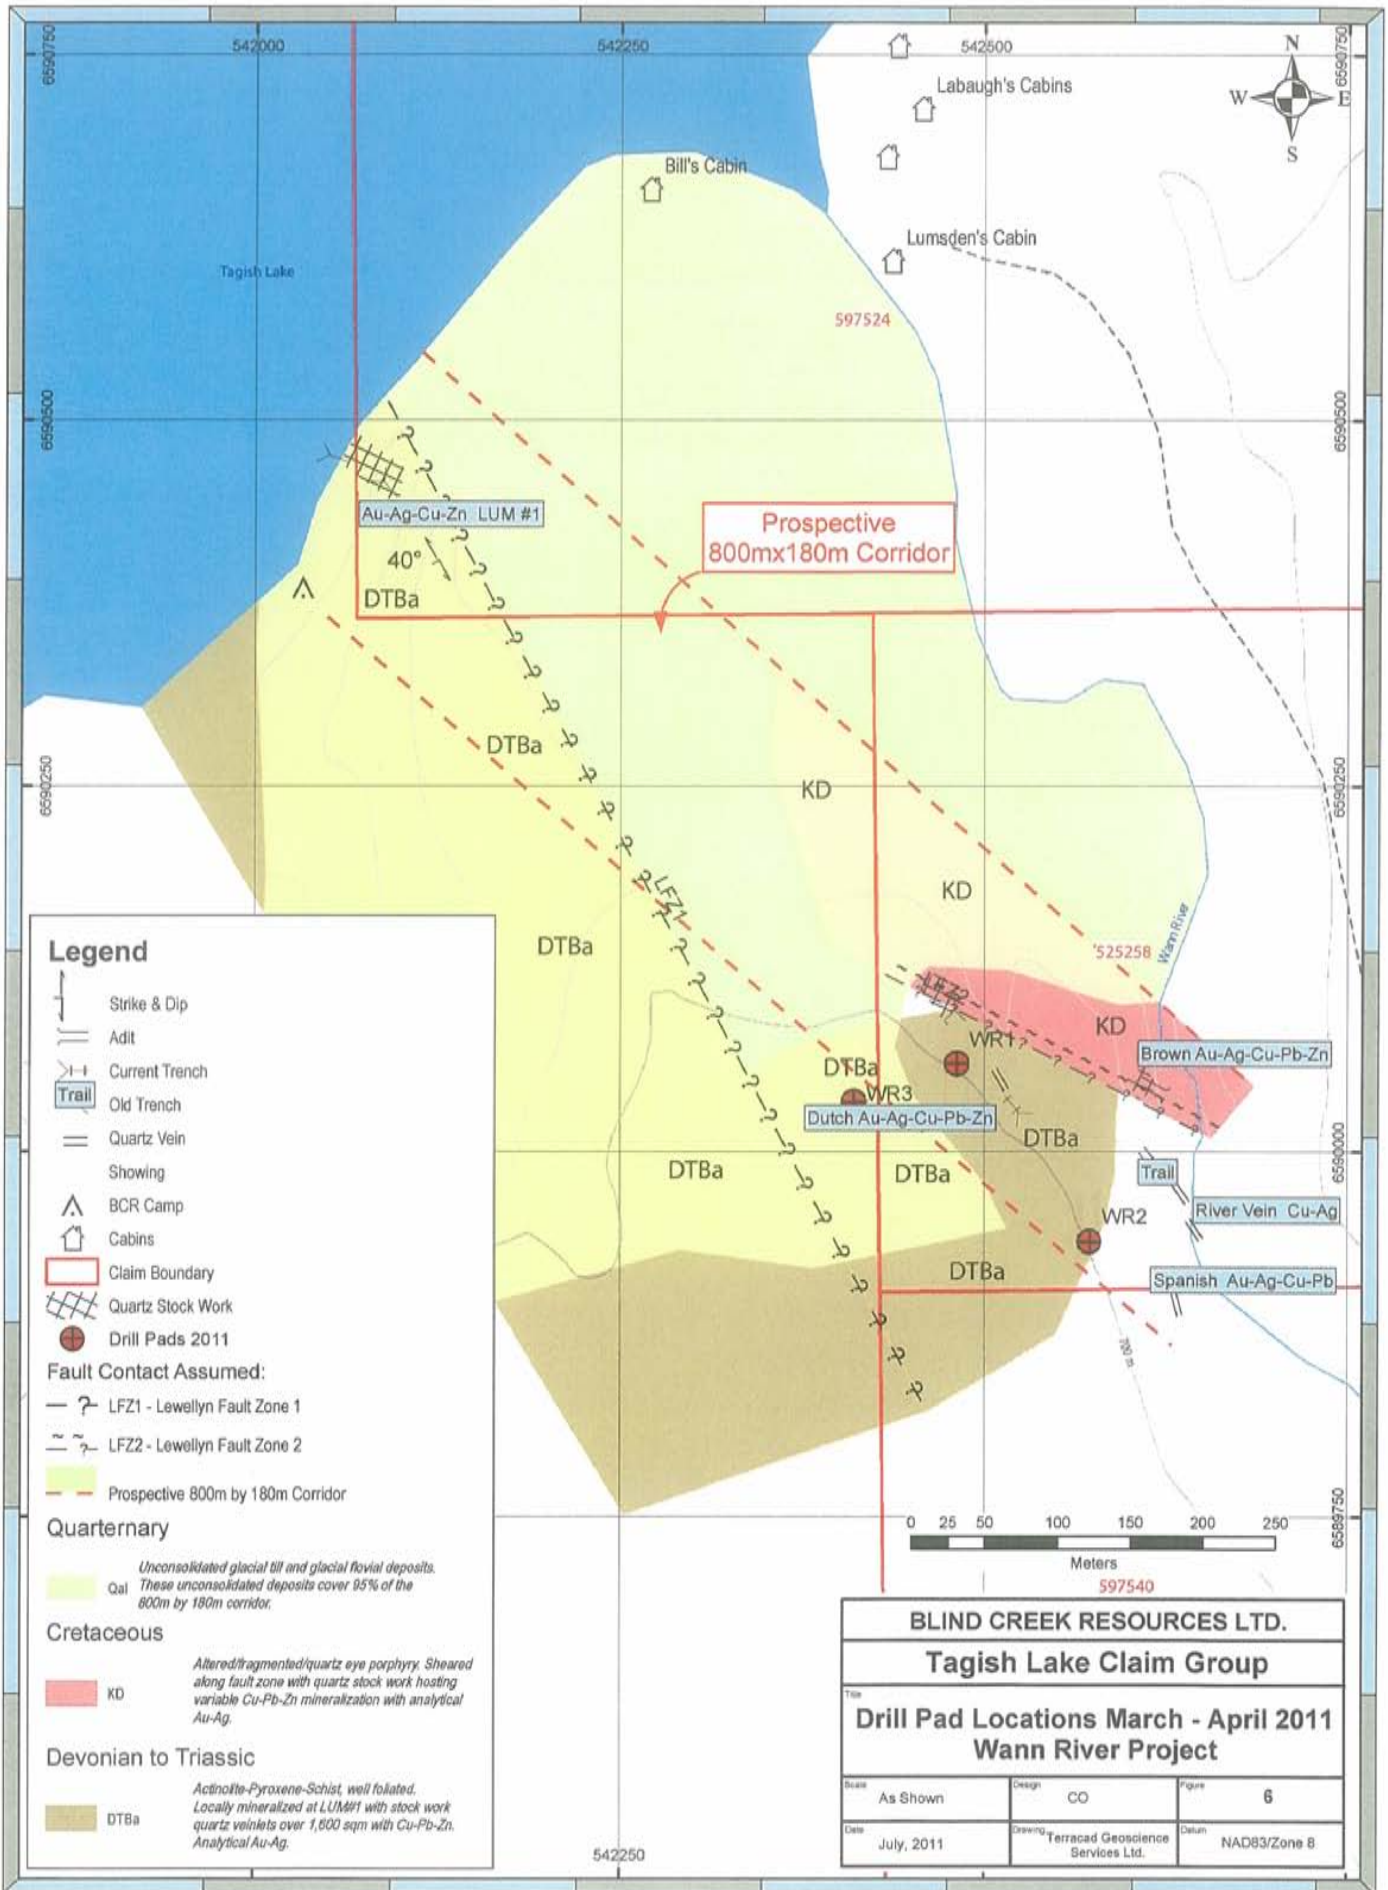 542000
542250
542500
6590750
6590750
N
W
E
S
Labaugh's Cabins
Bill's Cabin
Lumsden's Cabin
Tagish Lake
597524
6590500
6590500
Au-Ag-Cu-Zn LUM #1
Prospective
800mx180m Corridor
40°
DTBa
DTBa
KD
6590250
6590250
LFZ1
KD
DTBa
525258
Wann River
LFZ2
KD
WR1
Brown Au-Ag-Cu-Pb-Zn
DTBa
WR3
Dutch Au-Ag-Cu-Pb-Zn
DTBa
6590000
DTBa
DTBa
Trail
River Vein Cu-Ag
WR2
DTBa
Spanish Au-Ag-Cu-Pb
700 m
6589750
Legend
Strike & Dip
Adit
Current Trench
Trail
Old Trench
Quartz Vein
Showing
BCR Camp
Cabins
Claim Boundary
Quartz Stock Work
Drill Pads 2011
Fault Contact Assumed:
LFZ1 - Lewellyn Fault Zone 1
LFZ2 - Lewellyn Fault Zone 2
Prospective 800m by 180m Corridor
Quarternary
Qal
Unconsolidated glacial till and glacial flovial deposits.
These unconsolidated deposits cover 95% of the
800m by 180m corridor.
Cretaceous
KD
Altered/fragmented/quartz eye porphyry. Sheared
along fault zone with quartz stock work hosting
variable Cu-Pb-Zn mineralization with analytical
Au-Ag.
Devonian to Triassic
DTBa
Actinolite-Pyroxene-Schist, well foliated.
Locally mineralized at LUM#1 with stock work
quartz veinlets over 1,600 sqm with Cu-Pb-Zn.
Analytical Au-Ag.
542250
0 25 50 100 150 200 250
Meters
597540
BLIND CREEK RESOURCES LTD.
Tagish Lake Claim Group
Title
Drill Pad Locations March - April 2011
Wann River Project
Scale
As Shown
Design
CO
Figure
6
Date
July, 2011
Drawing
Terracad Geoscience
Services Ltd.
Datum
NAD83/Zone 8